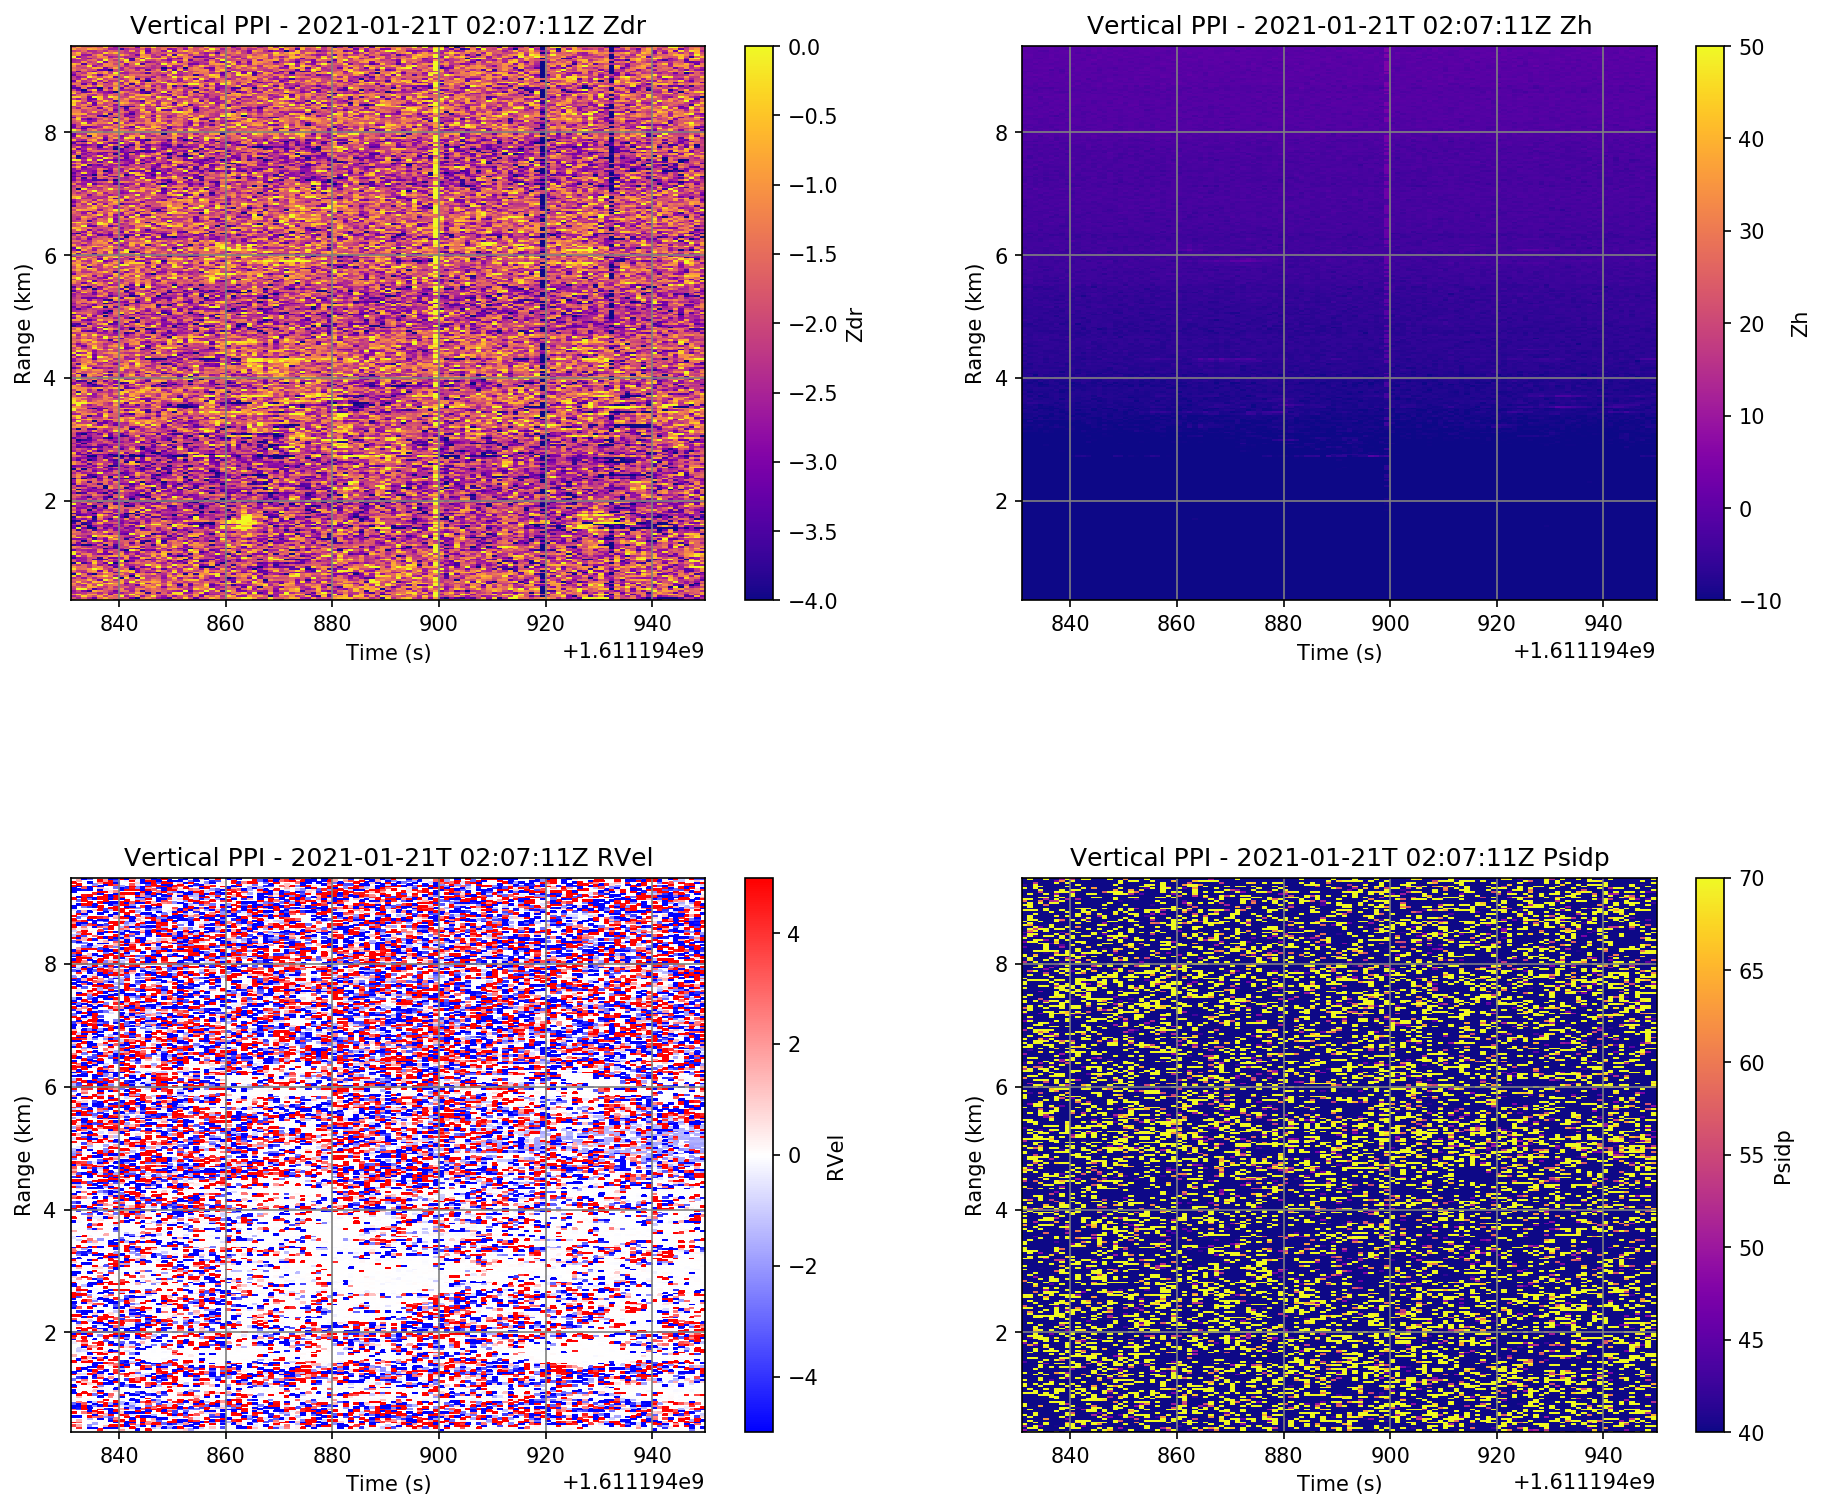 Vertical PPI - 2021-01-21T 02:07:11Z Zdr
Range (km)
8
6
4
2
840 860 880 900 920 940
Time (s)
+1.611194e9
0.0
−0.5
−1.0
−1.5
−2.0
−2.5
−3.0
−3.5
−4.0
Zdr
Vertical PPI - 2021-01-21T 02:07:11Z Zh
Range (km)
8
6
4
2
840 860 880 900 920 940
Time (s)
+1.611194e9
50
40
30
20
10
0
−10
Zh
Vertical PPI - 2021-01-21T 02:07:11Z RVel
Range (km)
8
6
4
2
840 860 880 900 920 940
Time (s)
+1.611194e9
4
2
0
−2
−4
RVel
Vertical PPI - 2021-01-21T 02:07:11Z Psidp
Range (km)
8
6
4
2
840 860 880 900 920 940
Time (s)
+1.611194e9
70
65
60
55
50
45
40
Psidp